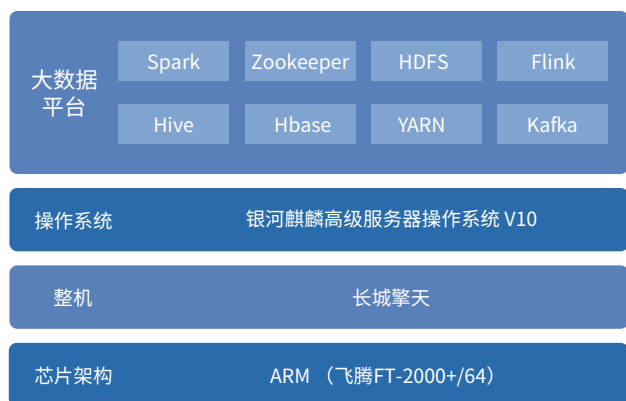 大数据
平台
Spark Zookeeper HDFS Flink
Hive Hbase YARN Kafka
操作系统 银河麒麟高级服务器操作系统 V10
整机 长城擎天
芯片架构 ARM （飞腾FT-2000+/64）